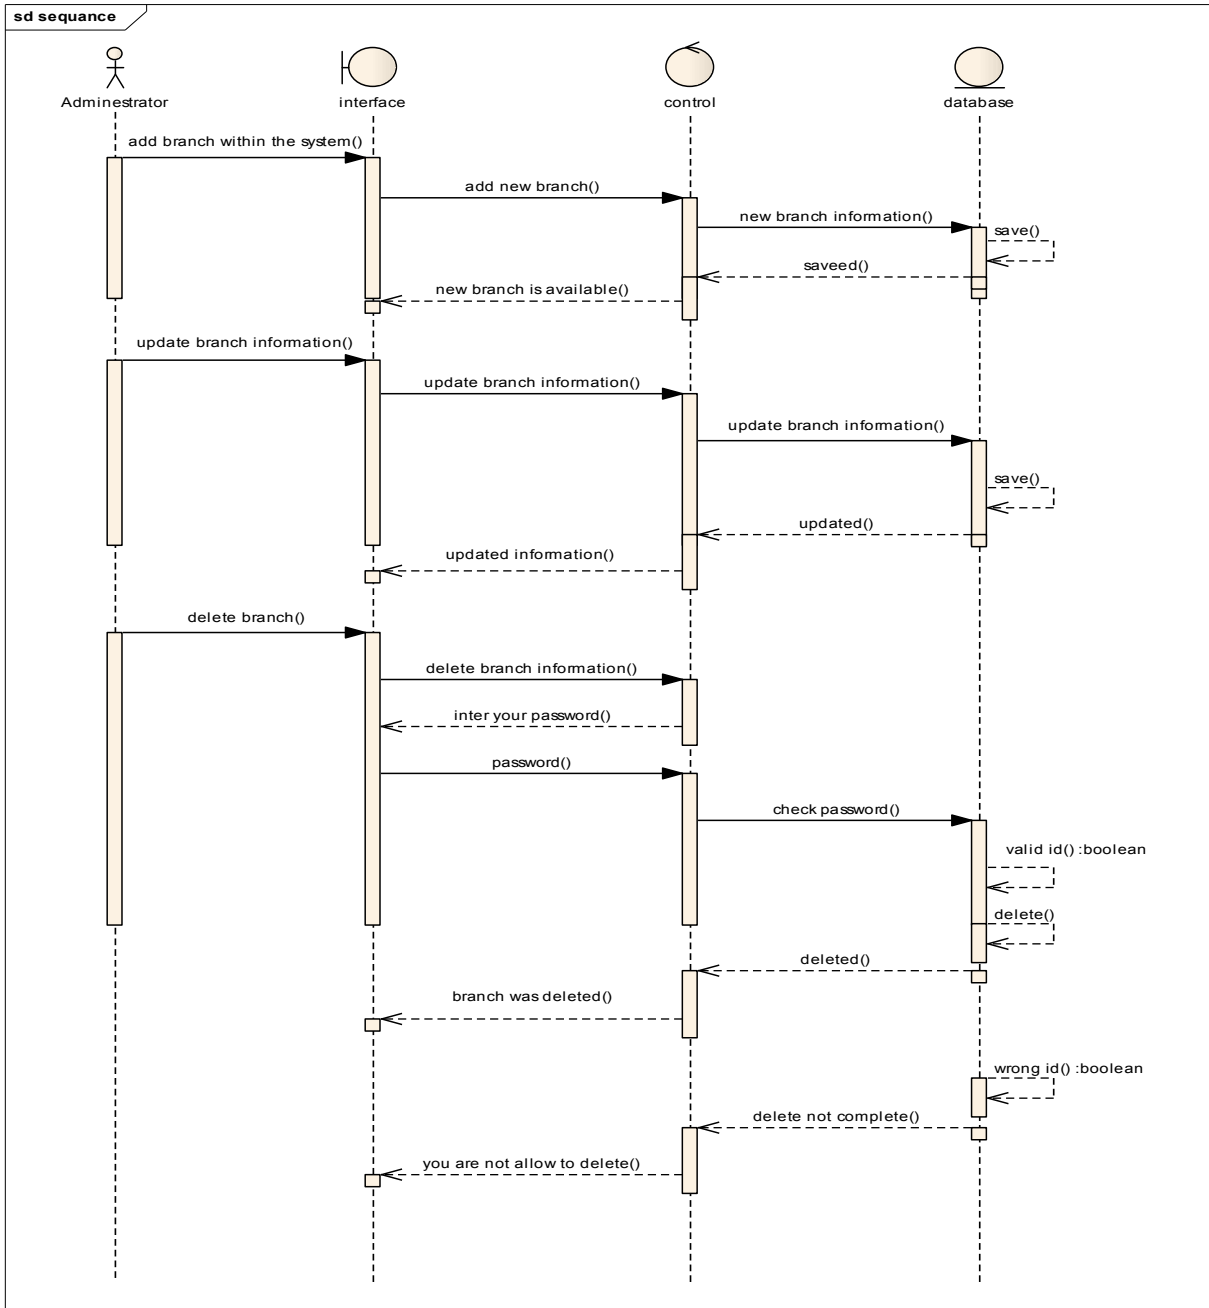 sd sequance
Adminestrator
interface
control
database
add branch within the system()
add new branch()
new branch information()
save()
saveed()
new branch is available()
update branch information()
update branch information()
update branch information()
save()
updated()
updated information()
delete branch()
delete branch information()
inter your password()
password()
check password()
valid id() :boolean
delete()
deleted()
branch was deleted()
wrong id() :boolean
delete not complete()
you are not allow to delete()